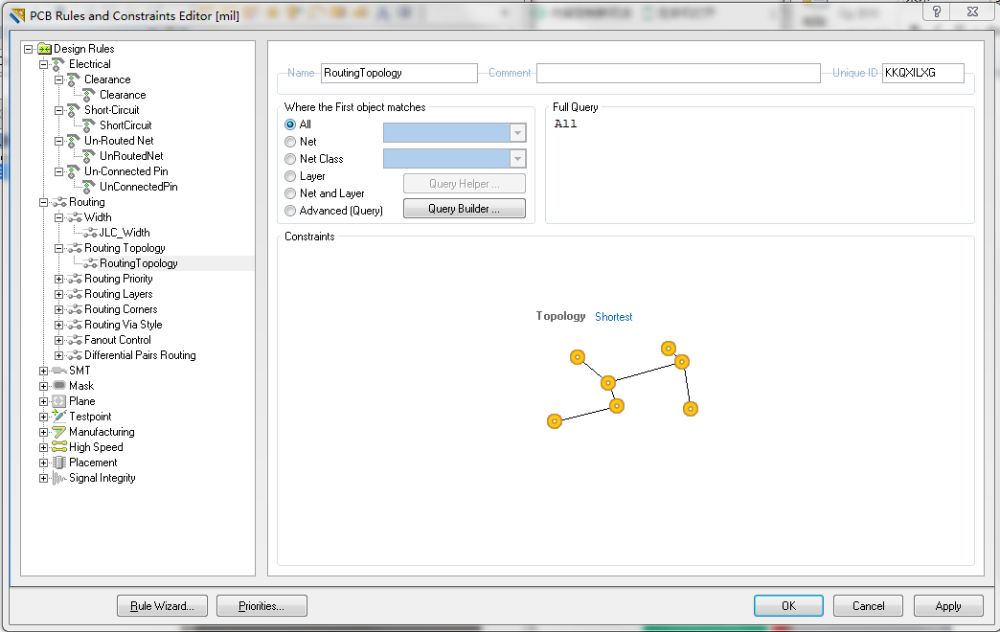 PCB Rules and Constraints Editor [mil]
Design Rules
Electrical
Clearance
Clearance
Short-Circuit
ShortCircuit
Un-Routed Net
UnRoutedNet
Un-Connected Pin
UnConnectedPin
Routing
Width
JLC_Width
Routing Topology
RoutingTopology
Routing Priority
Routing Layers
Routing Corners
Routing Via Style
Fanout Control
Differential Pairs Routing
SMT
Mask
Plane
Testpoint
Manufacturing
High Speed
Placement
Signal Integrity
Name RoutingTopology Comment Unique ID KKQXILXG
Where the First object matches
All
Net
Net Class
Layer
Net and Layer
Advanced (Query)
Query Helper ...
Query Builder ...
Full Query
All
Constraints
Topology Shortest
Rule Wizard... Priorities... OK Cancel Apply